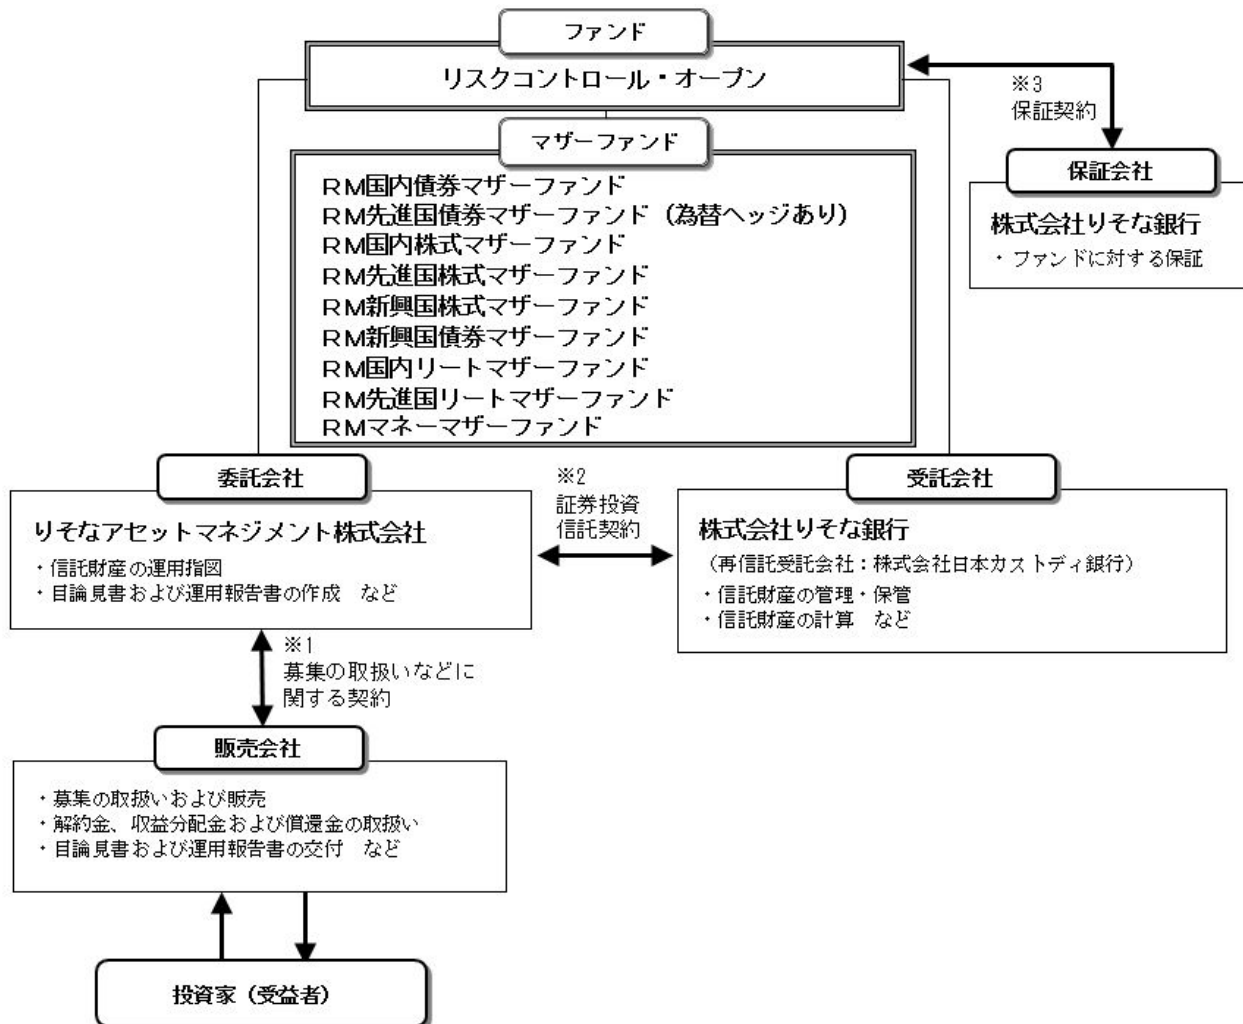 ファンド
リスクコントロール・オープン
※3
保証契約
マザーファンド
RM国内債券マザーファンド
RM先進国債券マザーファンド（為替ヘッジあり）
RM国内株式マザーファンド
RM先進国株式マザーファンド
RM新興国株式マザーファンド
RM新興国債券マザーファンド
RM国内リートマザーファンド
RM先進国リートマザーファンド
RMマネーマザーファンド
保証会社
株式会社りそな銀行
・ファンドに対する保証
委託会社
りそなアセットマネジメント株式会社
・信託財産の運用指図
・目論見書および運用報告書の作成　など
※2
証券投資
信託契約
受託会社
株式会社りそな銀行
（再信託受託会社：株式会社日本カストディ銀行）
・信託財産の管理・保管
・信託財産の計算　など
※1
募集の取扱いなどに
関する契約
販売会社
・募集の取扱いおよび販売
・解約金、収益分配金および償還金の取扱い
・目論見書および運用報告書の交付　など
投資家（受益者）